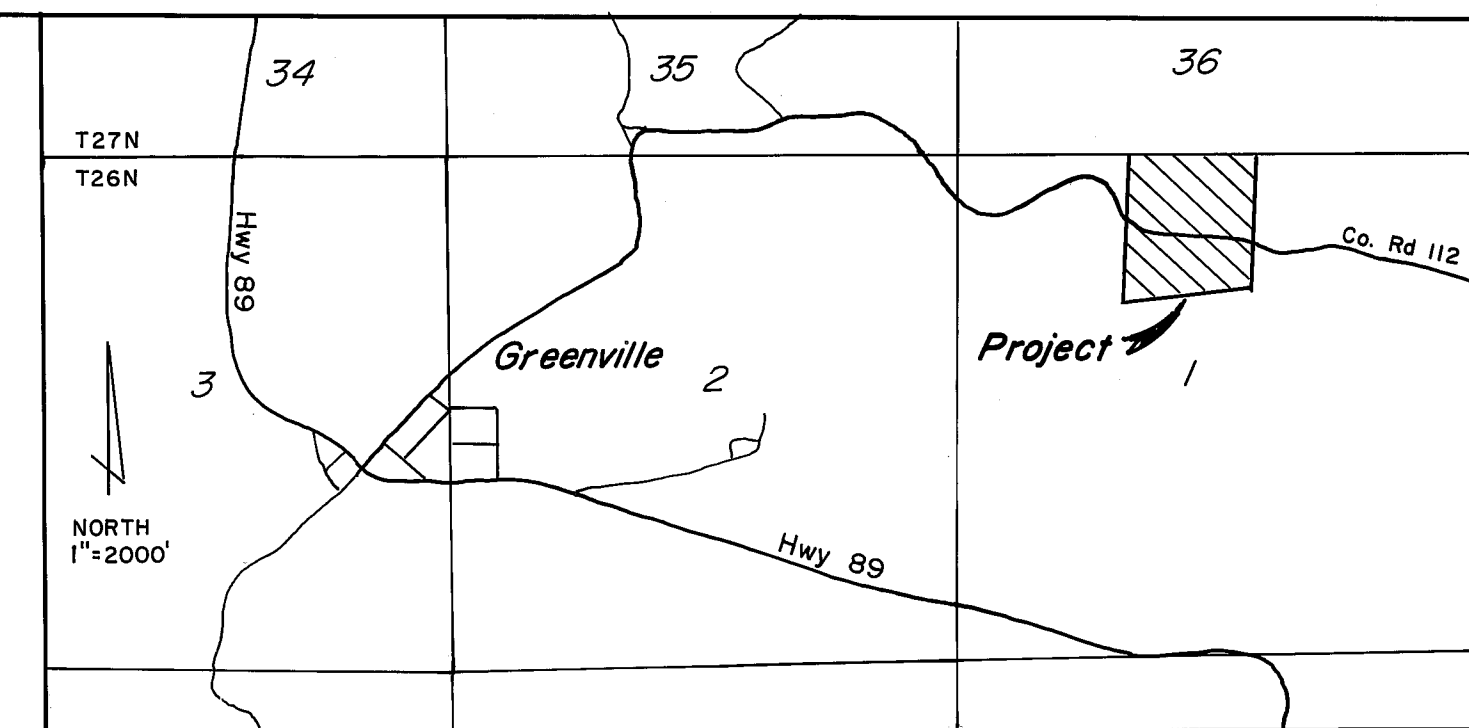 34
35
36
T27N
T26N
Hwy 89
Co. Rd 112
Greenville
Project
3
2
1
NORTH
1"=2000'
Hwy 89